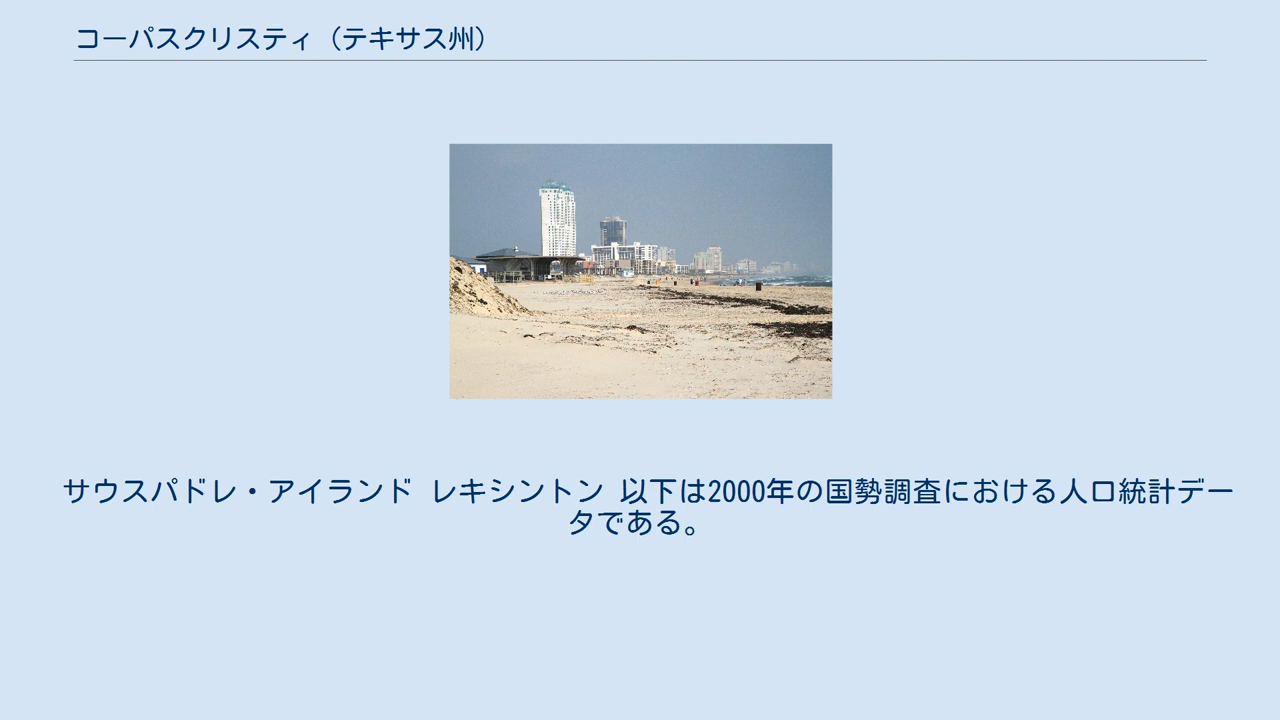 コーパスクリスティ（テキサス州）
サウスパドレ・アイランド レキシントン 以下は2000年の国勢調査における人口統計デー
タである。